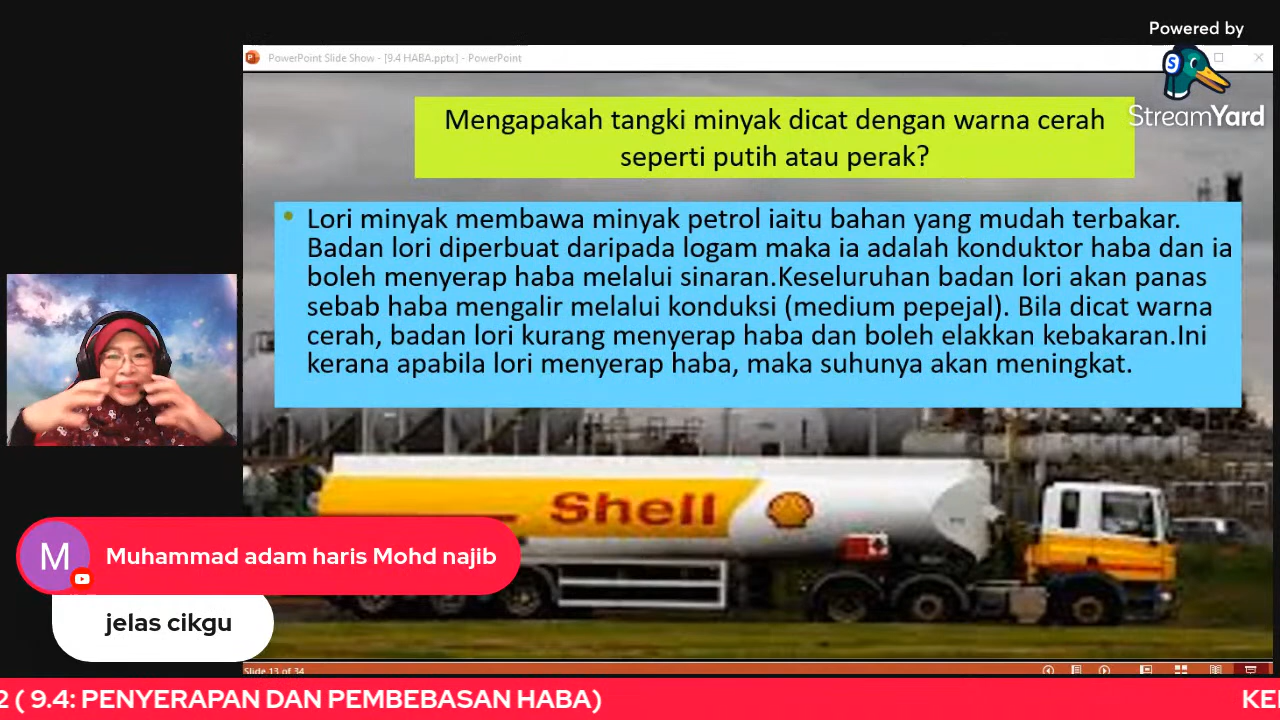 Powered by
StreamYard
PowerPoint Slide Show - [9.4 HABA.pptx] - PowerPoint
Mengapakah tangki minyak dicat dengan warna cerah
seperti putih atau perak?
• Lori minyak membawa minyak petrol iaitu bahan yang mudah terbakar.
Badan lori diperbuat daripada logam maka ia adalah konduktor haba dan ia
boleh menyerap haba melalui sinaran.Keseluruhan badan lori akan panas
sebab haba mengalir melalui konduksi (medium pepejal). Bila dicat warna
cerah, badan lori kurang menyerap haba dan boleh elakkan kebakaran.Ini
kerana apabila lori menyerap haba, maka suhunya akan meningkat.
Shell
M
Muhammad adam haris Mohd najib
jelas cikgu
Slide 13 of 34
2 ( 9.4: PENYERAPAN DAN PEMBEBASAN HABA)